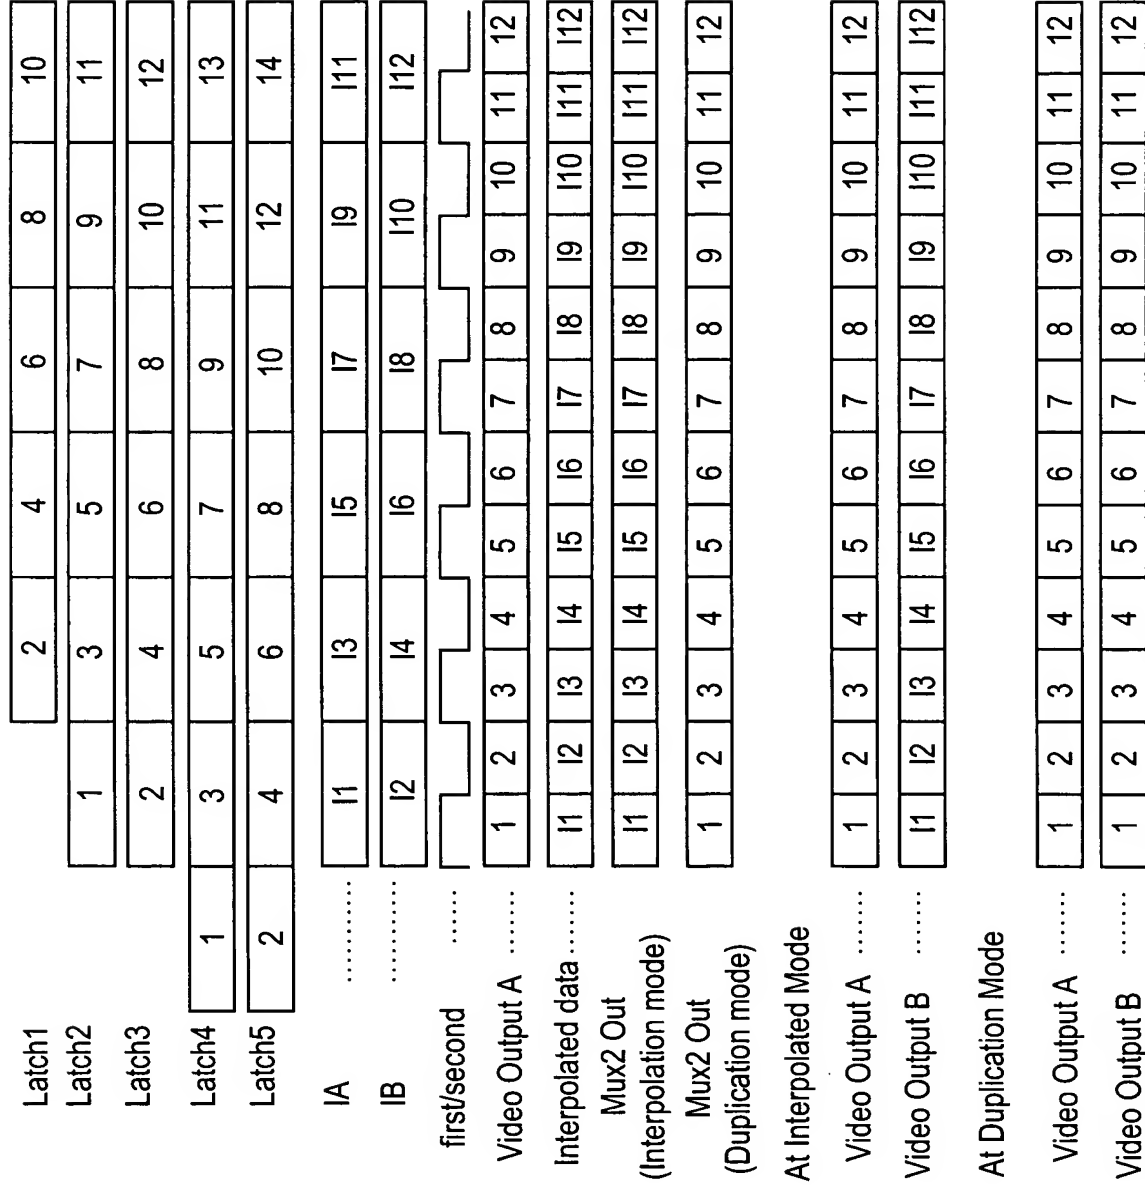 Latch1 2 4 6 8 10
Latch2 1 3 5 7 9 11
Latch3 2 4 6 8 10 12
Latch4 1 3 5 7 9 11 13
Latch5 2 4 6 8 10 12 14
IA ........... I1 I3 I5 I7 I9 I11
IB ........... I2 I4 I6 I8 I10 I12
first/second ......
Video Output A ........ 1 2 3 4 5 6 7 8 9 10 11 12
Interpolated data ........ I1 I2 I3 I4 I5 I6 I7 I8 I9 I10 I11 I12
Mux2 Out I1 I2 I3 I4 I5 I6 I7 I8 I9 I10 I11 I12
(Interpolation mode)
Mux2 Out 1 2 3 4 5 6 7 8 9 10 11 12
(Duplication mode)
At Interpolated Mode
Video Output A ........ 1 2 3 4 5 6 7 8 9 10 11 12
Video Output B ........ I1 I2 I3 I4 I5 I6 I7 I8 I9 I10 I11 I12
At Duplication Mode
Video Output A ........ 1 2 3 4 5 6 7 8 9 10 11 12
Video Output B ........ 1 2 3 4 5 6 7 8 9 10 11 12